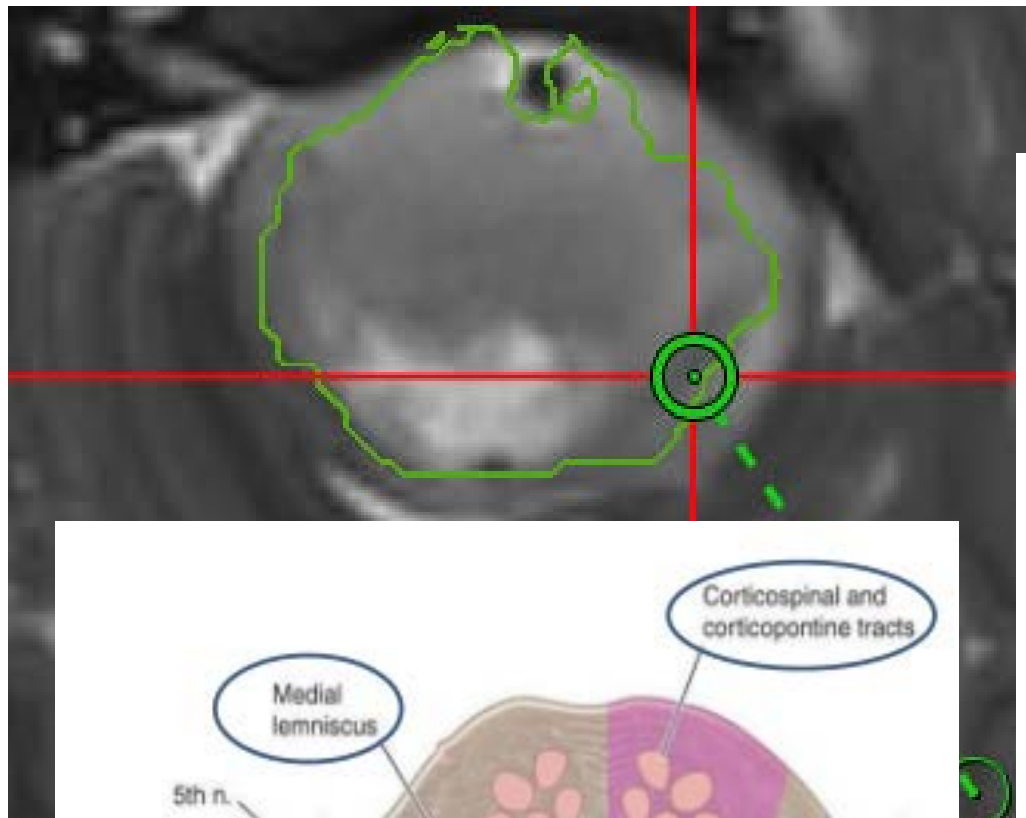 Corticospinal and
corticopontine tracts
Medial
lemniscus
5th n.